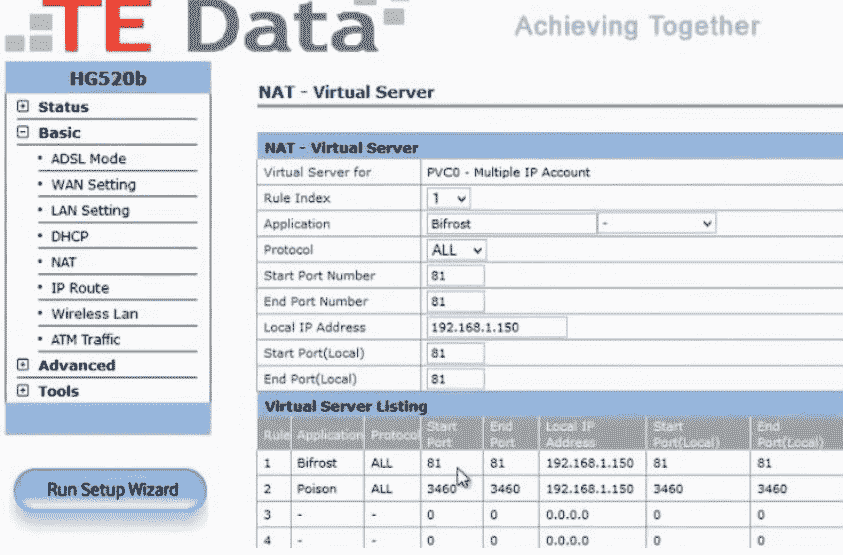 TE Data
Achieving Together
HG520b
Status
Basic
ADSL Mode
WAN Setting
LAN Setting
DHCP
NAT
IP Route
Wireless Lan
ATM Traffic
Advanced
Tools
Run Setup Wizard
NAT - Virtual Server
NAT - Virtual Server
Virtual Server for PVC0 - Multiple IP Account
Rule Index 1
Application Bifrost -
Protocol ALL
Start Port Number 81
End Port Number 81
Local IP Address 192.168.1.150
Start Port(Local) 81
End Port(Local) 81
Virtual Server Listing
Rule Application Protocol Start Port End Port Local IP Address Start Port(Local) End Port(Local)
1 Bifrost ALL 81 81 192.168.1.150 81 81
2 Poison ALL 3460 3460 192.168.1.150 3460 3460
3 - - 0 0 0.0.0.0 0 0
4 - - 0 0 0.0.0.0 0 0